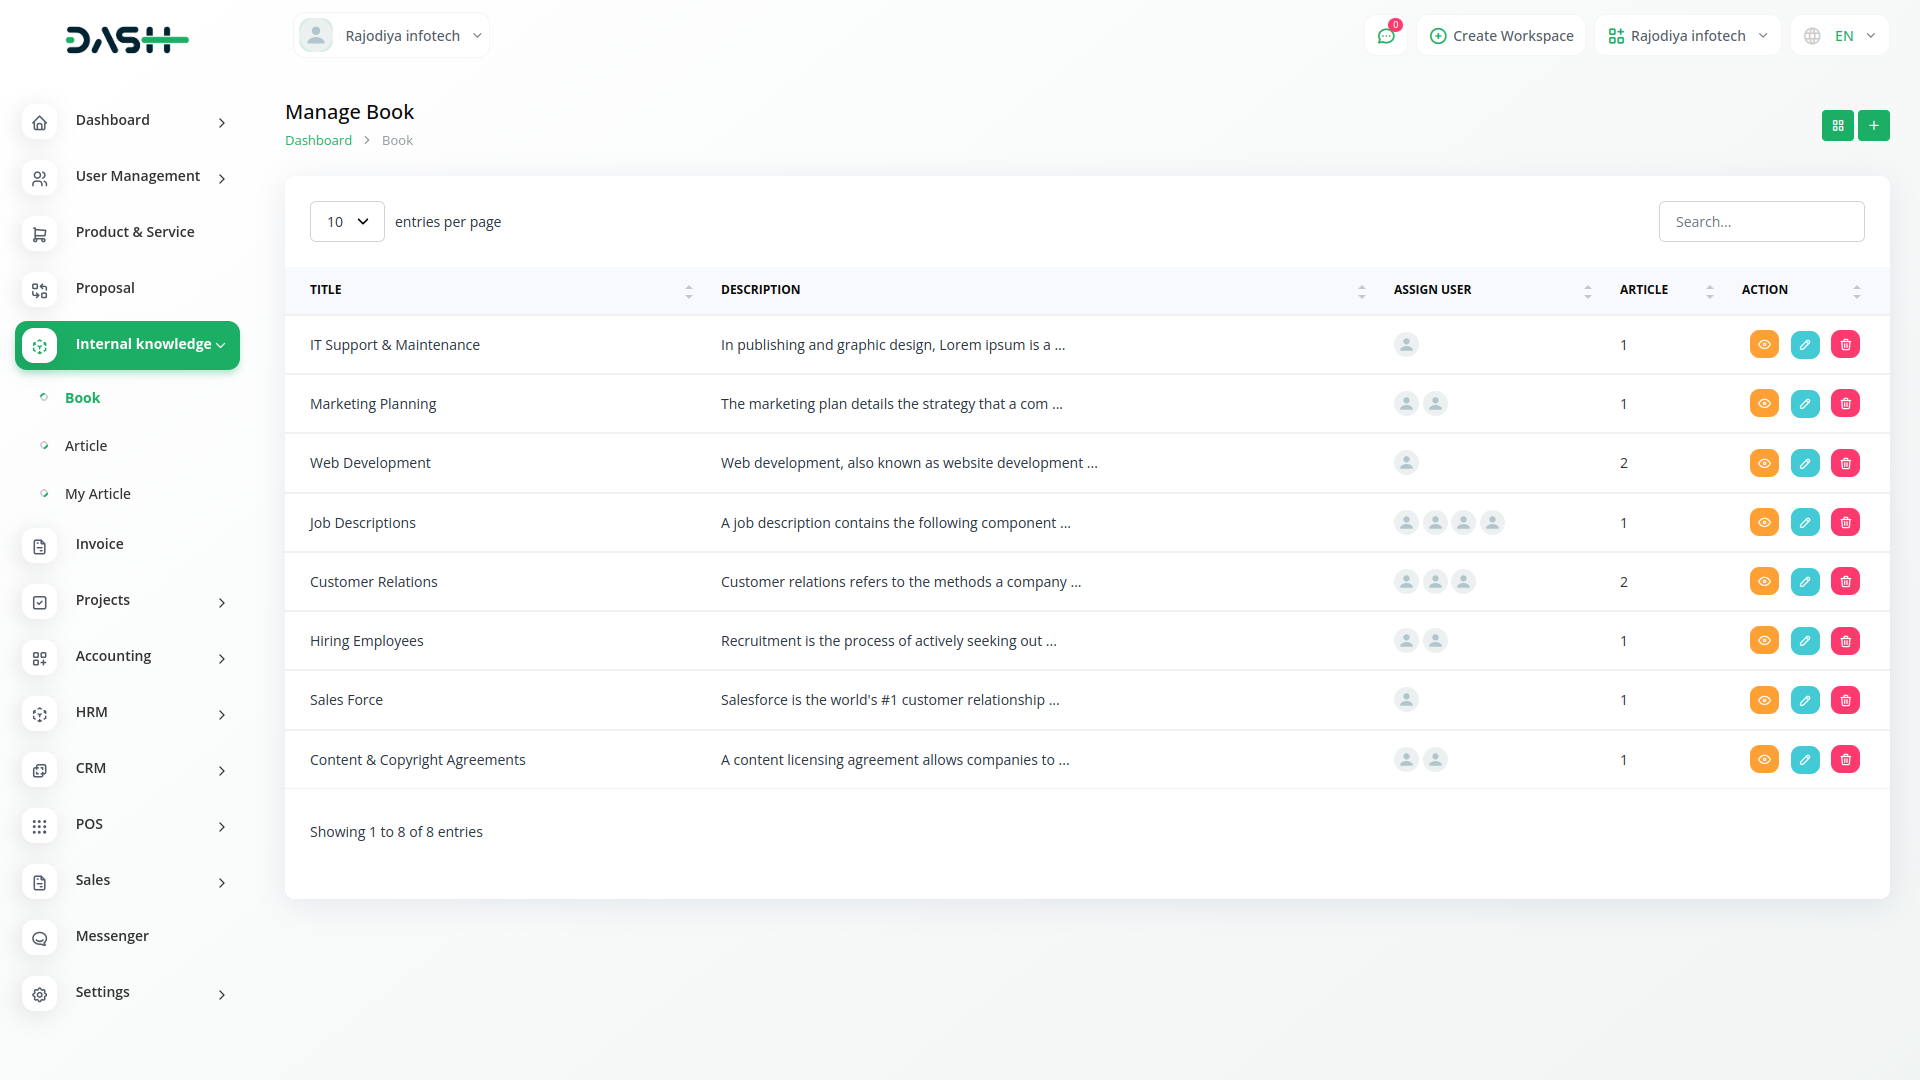 DASH
Rajodiya infotech
0
Create Workspace
Rajodiya infotech
EN
Dashboard
User Management
Product & Service
Proposal
Internal knowledge
Book
Article
My Article
Invoice
Projects
Accounting
HRM
CRM
POS
Sales
Messenger
Settings
Manage Book
Dashboard > Book
10 entries per page
Search...
TITLE DESCRIPTION ASSIGN USER ARTICLE ACTION
IT Support & Maintenance In publishing and graphic design, Lorem ipsum is a ... 1
Marketing Planning The marketing plan details the strategy that a com ... 1
Web Development Web development, also known as website development ... 2
Job Descriptions A job description contains the following component ... 1
Customer Relations Customer relations refers to the methods a company ... 2
Hiring Employees Recruitment is the process of actively seeking out ... 1
Sales Force Salesforce is the world's #1 customer relationship ... 1
Content & Copyright Agreements A content licensing agreement allows companies to ... 1
Showing 1 to 8 of 8 entries